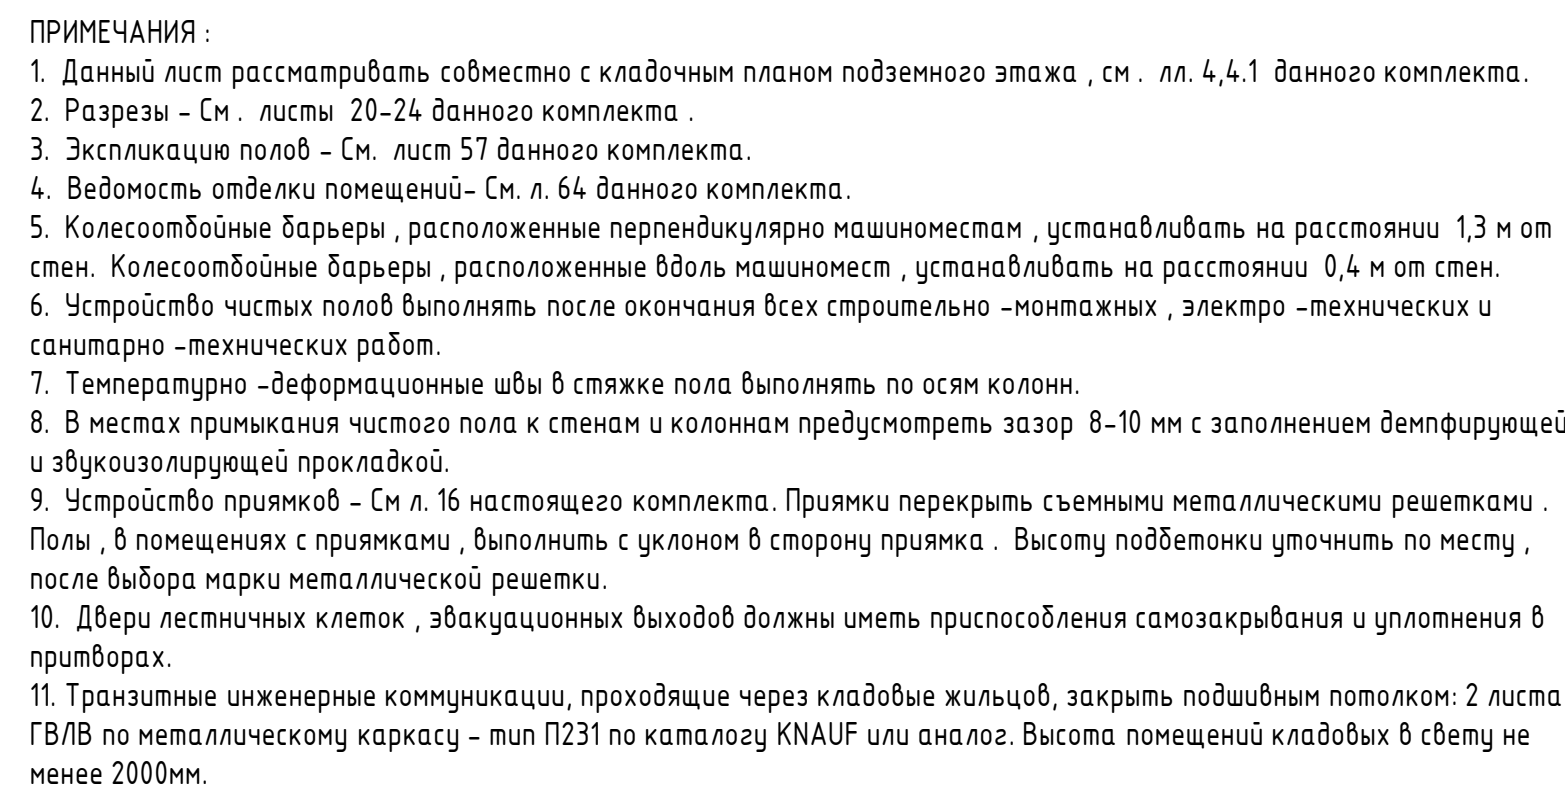 ПРИМЕЧАНИЯ :
1. Данный лист рассматривать совместно с кладочным планом подземного этажа , см . лл. 4,4.1 данного комплекта.
2. Разрезы - См . листы 20-24 данного комплекта .
3. Экспликацию полов - См. лист 57 данного комплекта.
4. Ведомость отделки помещений- См. л. 64 данного комплекта.
5. Колесоотбойные барьеры , расположенные перпендикулярно машиноместам , устанавливать на расстоянии 1,3 м от
стен. Колесоотбойные барьеры , расположенные вдоль машиномест , устанавливать на расстоянии 0,4 м от стен.
6. Устройство чистых полов выполнять после окончания всех строительно -монтажных , электро -технических и
санитарно -технических работ.
7. Температурно -деформационные швы в стяжке пола выполнять по осям колонн.
8. В местах примыкания чистого пола к стенам и колоннам предусмотреть зазор 8-10 мм с заполнением демпфирующей
и звукоизолирующей прокладкой.
9. Устройство приямков - См л. 16 настоящего комплекта. Приямки перекрыть съемными металлическими решетками .
Полы , в помещениях с приямками , выполнить с уклоном в сторону приямка . Высоту подбетонки уточнить по месту ,
после выбора марки металлической решетки.
10. Двери лестничных клеток , эвакуационных выходов должны иметь приспособления самозакрывания и уплотнения в
притворах.
11. Транзитные инженерные коммуникации, проходящие через кладовые жильцов, закрыть подшивным потолком: 2 листа
ГВЛВ по металлическому каркасу - тип П231 по каталогу KNAUF или аналог. Высота помещений кладовых в свету не
менее 2000мм.